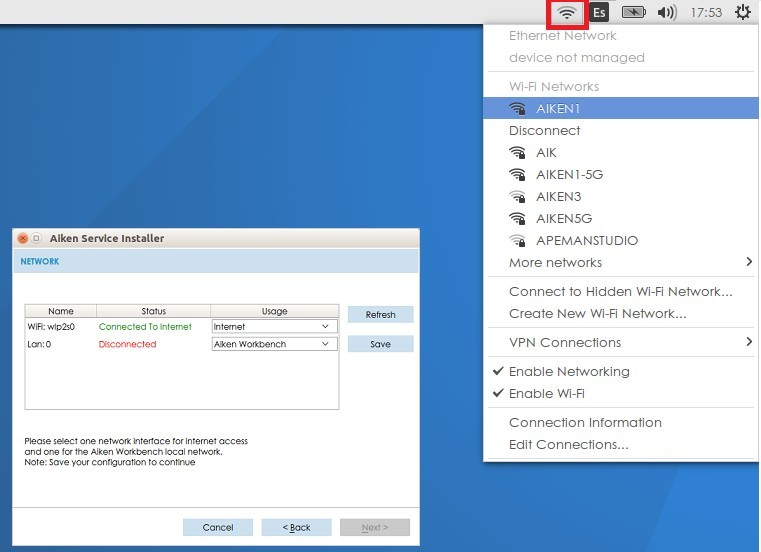 Es 17:53
Ethernet Network
device not managed
Wi-Fi Networks
AIKEN1
Disconnect
AIK
AIKEN1-5G
AIKEN3
AIKEN5G
APEMANSTUDIO
More networks
Connect to Hidden Wi-Fi Network...
Create New Wi-Fi Network...
VPN Connections
Enable Networking
Enable Wi-Fi
Connection Information
Edit Connections...
Aiken Service Installer
NETWORK
Name Status Usage
WiFi: wlp2s0 Connected To Internet Internet
Lan: 0 Disconnected Aiken Workbench
Refresh
Save
Please select one network interface for internet access
and one for the Aiken Workbench local network.
Note: Save your configuration to continue
Cancel < Back Next >